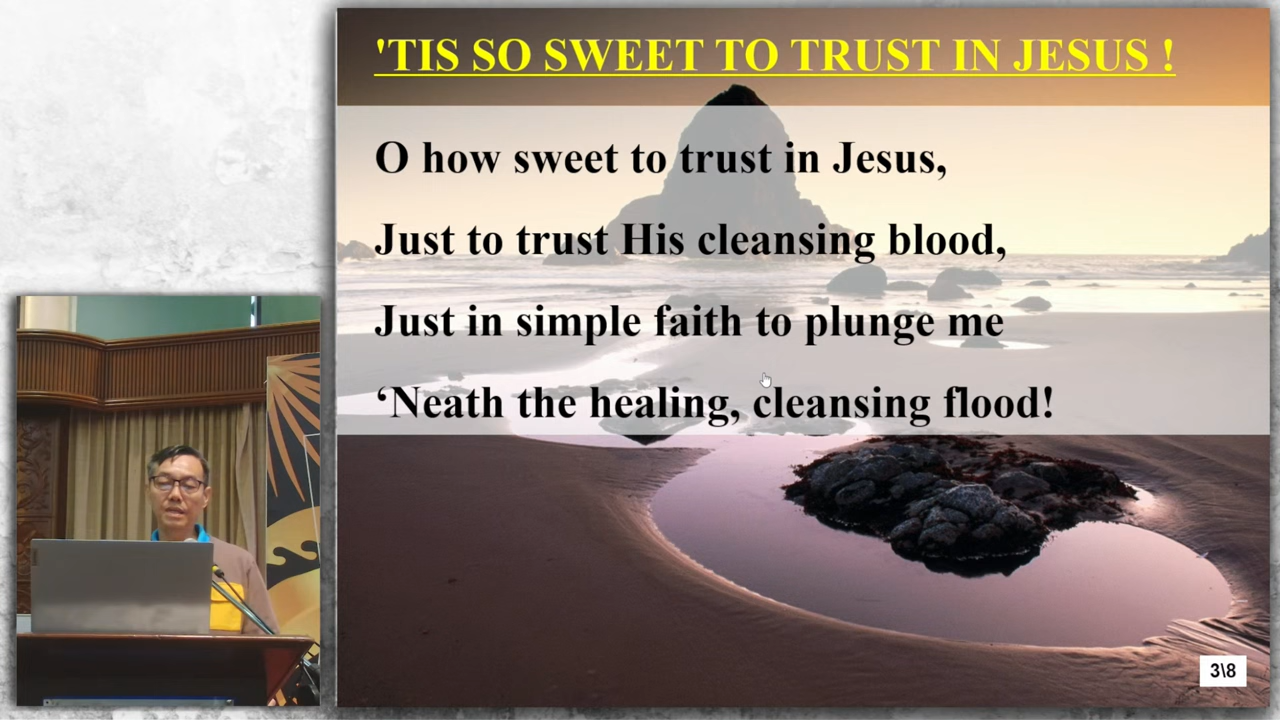 'TIS SO SWEET TO TRUST IN JESUS !
O how sweet to trust in Jesus,
Just to trust His cleansing blood,
Just in simple faith to plunge me
‘Neath the healing, cleansing flood!
3\8